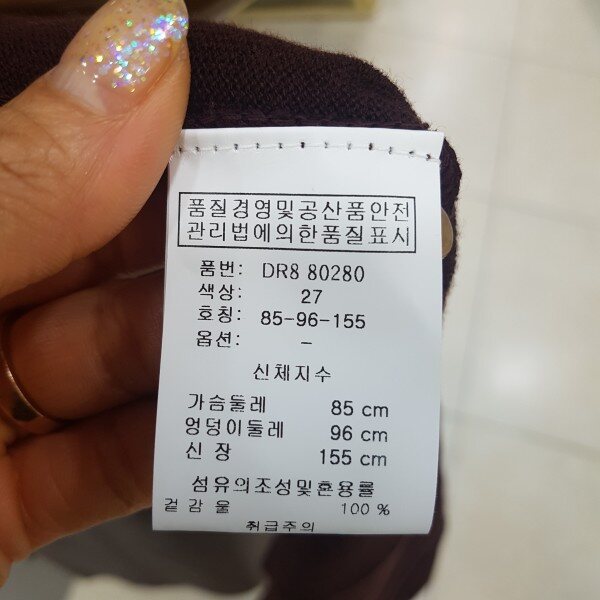 품질경영및공산품안전
관리법에의한품질표시
품번: DR8 80280
색상: 27
호칭: 85-96-155
옵션: -
신체지수
가슴둘레 85 cm
엉덩이둘레 96 cm
신 장 155 cm
섬유의조성및혼용률
겉감울 100 %
취급주의